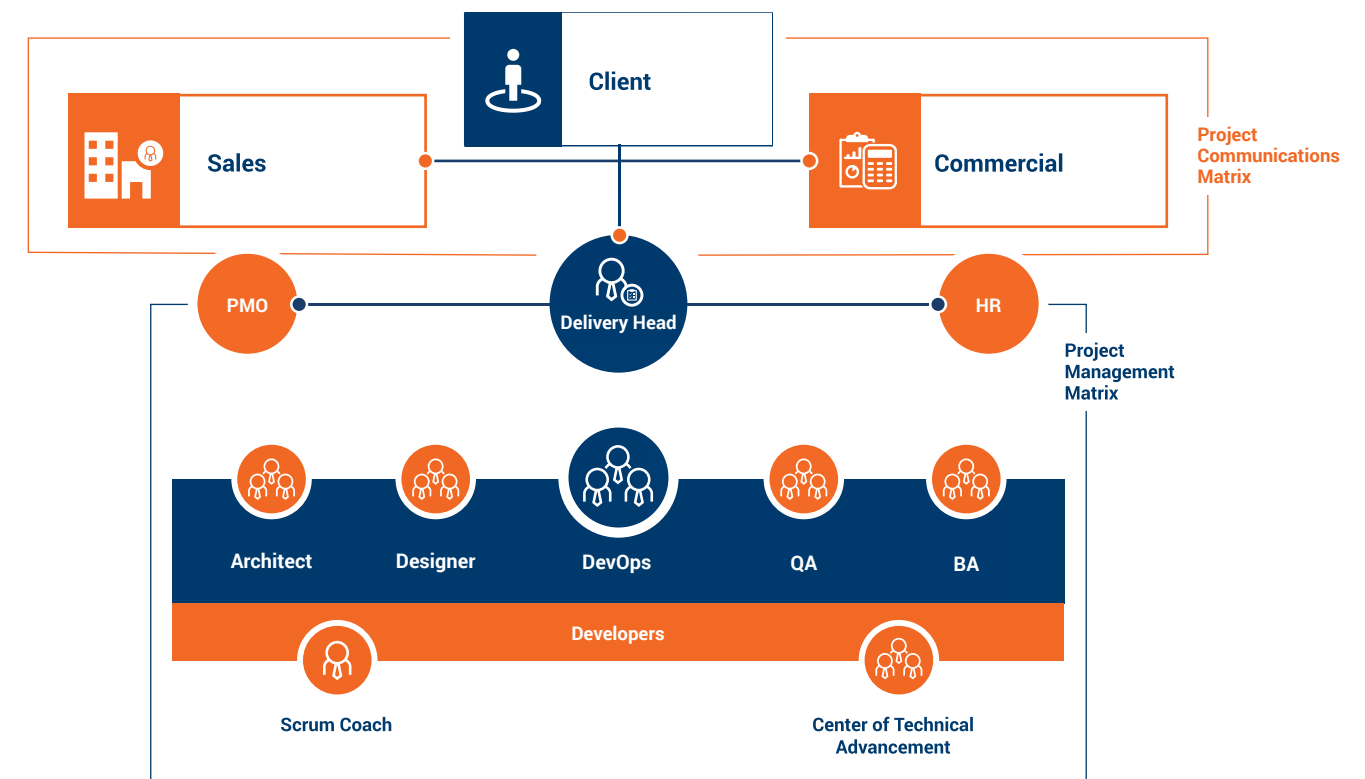 Client
Sales
Commercial
Project
Communications
Matrix
PMO
Delivery Head
HR
Project
Management
Matrix
Architect
Designer
DevOps
QA
BA
Developers
Scrum Coach
Center of Technical
Advancement